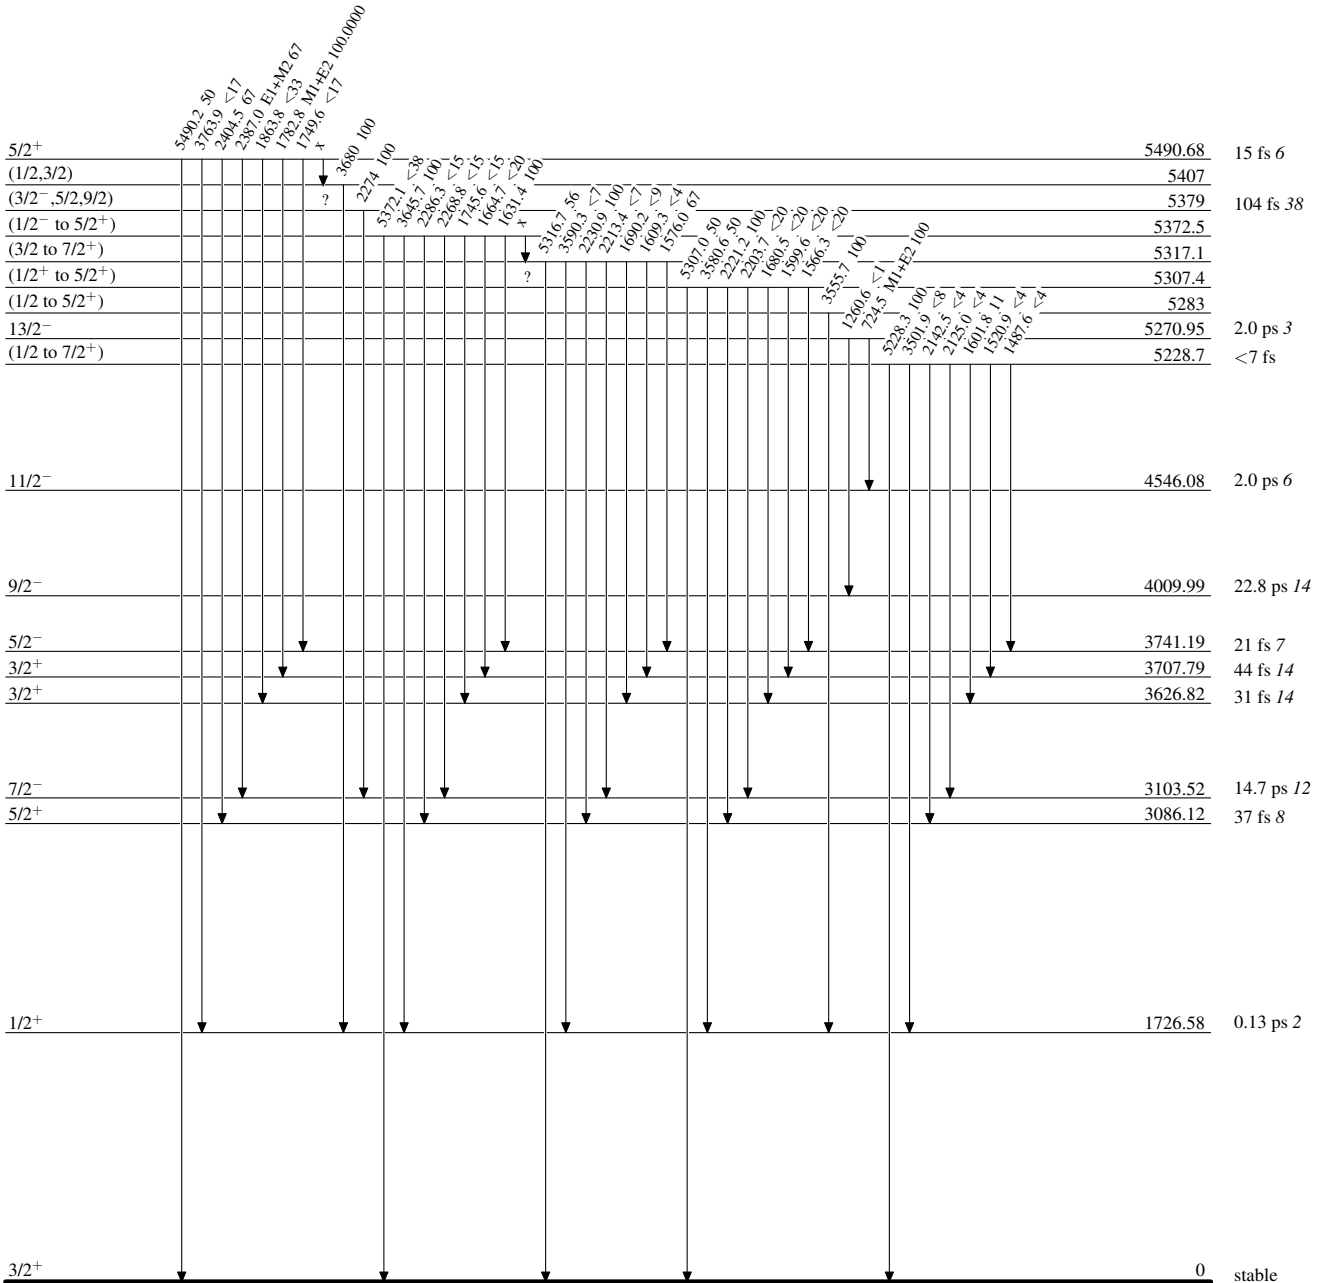 5490.2 50
3763.9 <17
2404.5 67
2387.0 E1+M2 67
1863.8 <33
1782.8 M1+E2 100.0000
1749.6 <17
x
5/2+ 5490.68 15 fs 6
3680 100
(1/2,3/2) 5407
?
2274 100
(3/2−,5/2,9/2) 5379 104 fs 38
5372.1 <38
3645.7 100
2286.3 <15
2268.8 <15
1745.6 <15
1664.7 <20
1631.4 100
x
(1/2− to 5/2+) 5372.5
5316.7 56
3590.3 <7
2230.9 100
2213.4 <7
1690.2 <9
1609.3 <4
1576.0 67
(3/2 to 7/2+) 5317.1
?
5307.0 50
3580.6 50
2221.2 100
2203.7 <20
1680.5 <20
1599.6 <20
1566.3 <20
(1/2+ to 5/2+) 5307.4
3555.7 100
(1/2 to 5/2+) 5283
1260.6 <1
724.5 M1+E2 100
13/2− 5270.95 2.0 ps 3
5228.3 100
3501.9 <8
2142.5 <4
2125.0 <4
1601.8 11
1520.9 <4
1487.6 <4
(1/2 to 7/2+) 5228.7 <7 fs
11/2− 4546.08 2.0 ps 6
9/2− 4009.99 22.8 ps 14
5/2− 3741.19 21 fs 7
3/2+ 3707.79 44 fs 14
3/2+ 3626.82 31 fs 14
7/2− 3103.52 14.7 ps 12
5/2+ 3086.12 37 fs 8
1/2+ 1726.58 0.13 ps 2
3/2+ 0 stable